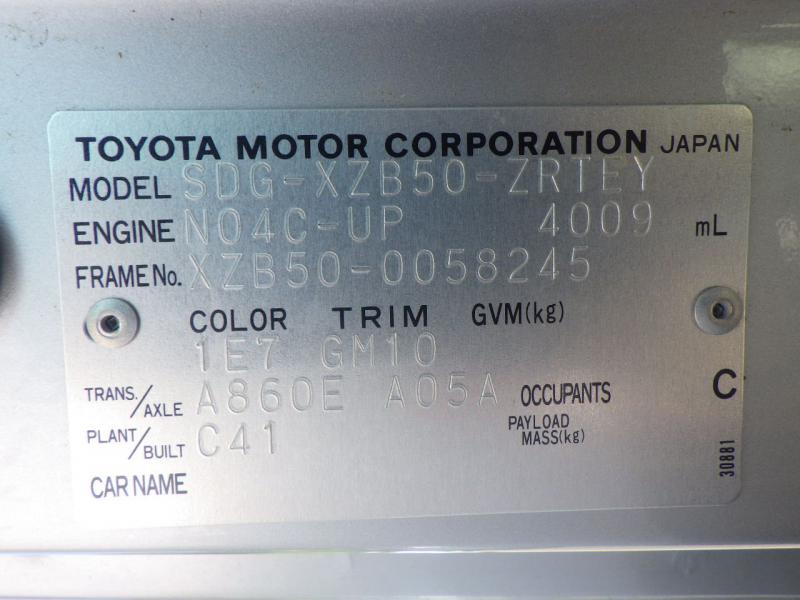 TOYOTA MOTOR CORPORATION JAPAN
MODEL SDG-XZB50-ZRTEY
ENGINE N04C-UP 4009 mL
FRAME No. XZB50-0058245
COLOR TRIM GVM(kg)
1E7 GM10
TRANS./AXLE A860E A05A OCCUPANTS C
PLANT/BUILT C41 PAYLOAD MASS(kg)
CAR NAME
30881